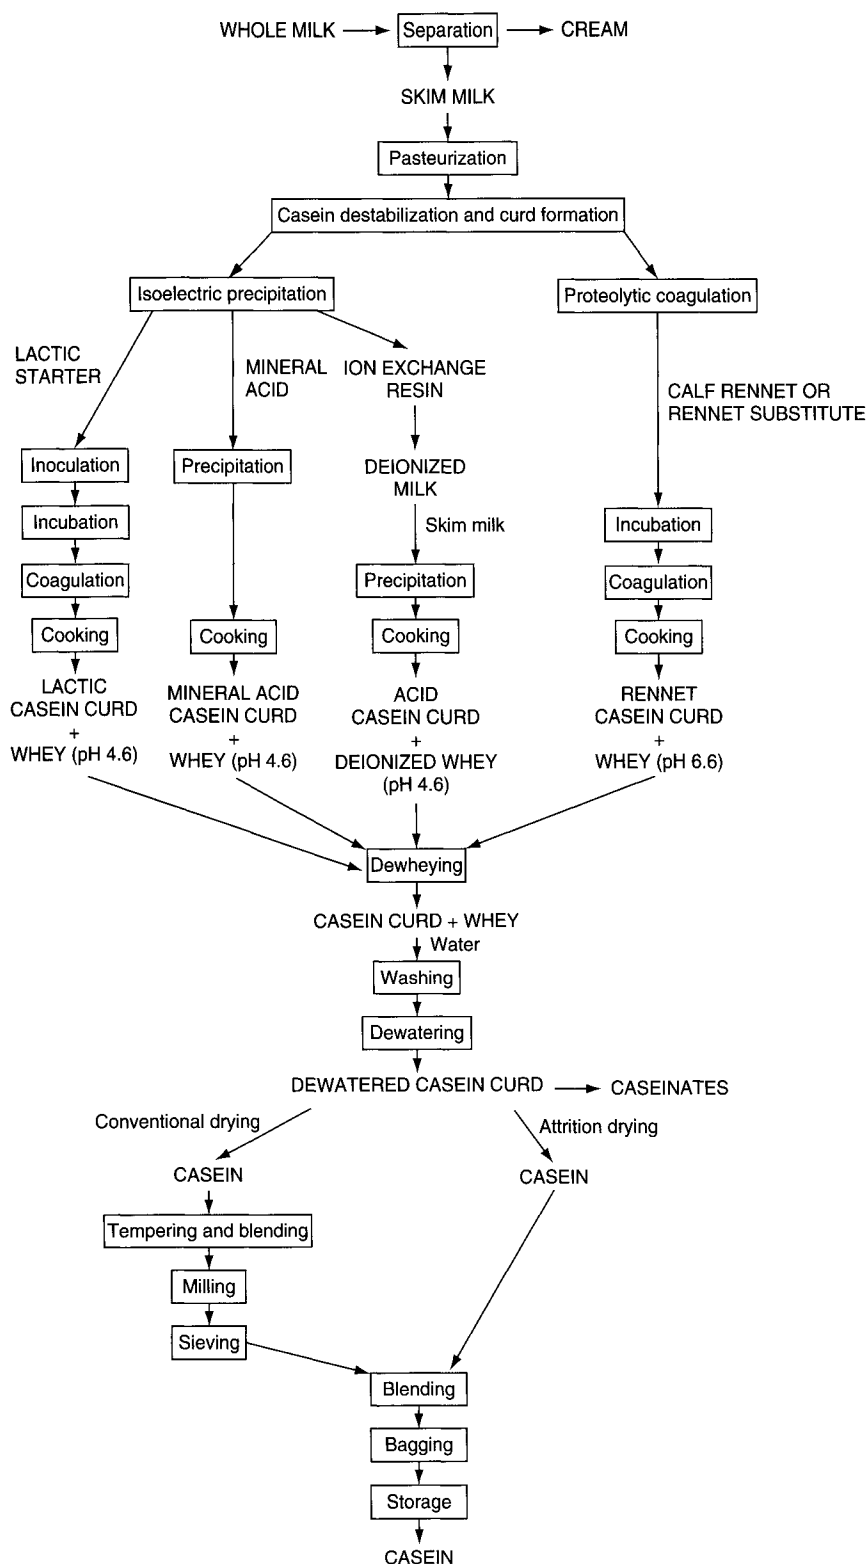 WHOLE MILK
Separation
CREAM
SKIM MILK
Pasteurization
Casein destabilization and curd formation
Isoelectric precipitation
Proteolytic coagulation
LACTIC
STARTER
MINERAL
ACID
ION EXCHANGE
RESIN
CALF RENNET OR
RENNET SUBSTITUTE
Inoculation
Precipitation
DEIONIZED
MILK
Skim milk
Incubation
Incubation
Coagulation
Precipitation
Coagulation
Cooking
Cooking
Cooking
Cooking
LACTIC
CASEIN CURD
+
WHEY (pH 4.6)
MINERAL ACID
CASEIN CURD
+
WHEY (pH 4.6)
ACID
CASEIN CURD
+
DEIONIZED WHEY
(pH 4.6)
RENNET
CASEIN CURD
+
WHEY (pH 6.6)
Dewheying
CASEIN CURD + WHEY
Water
Washing
Dewatering
DEWATERED CASEIN CURD
CASEINATES
Conventional drying
Attrition drying
CASEIN
CASEIN
Tempering and blending
Milling
Sieving
Blending
Bagging
Storage
CASEIN